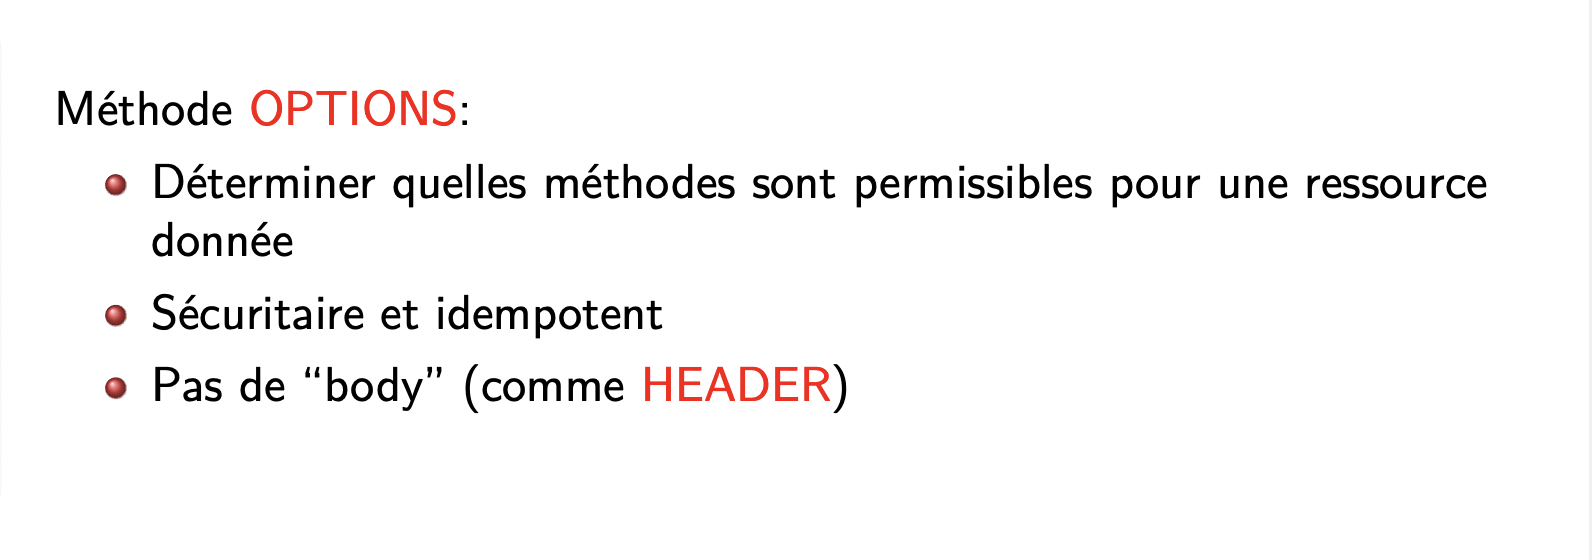 Méthode OPTIONS:
Déterminer quelles méthodes sont permissibles pour une ressource
donnée
Sécuritaire et idempotent
Pas de “body” (comme HEADER)